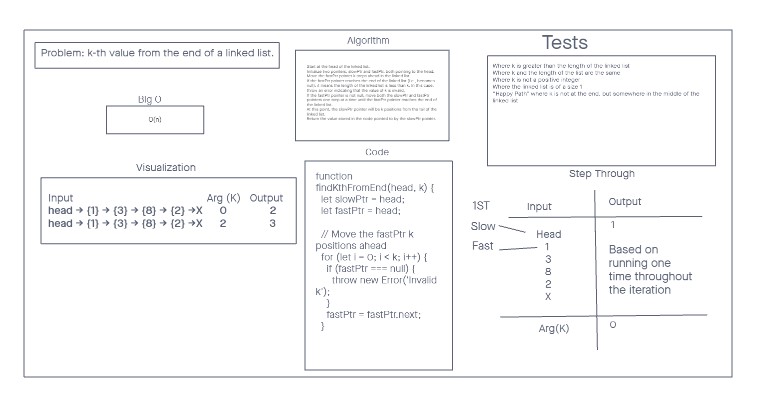 Problem: k-th value from the end of a linked list.
Big O
O(n)
Visualization
Input Arg (K) Output
head → {1} → {3} → {8} → {2} →X 0 2
head → {1} → {3} → {8} → {2} →X 2 3
Algorithm
Start at the head of the linked list.
Initialize two pointers, slowPtr and fastPtr, both pointing to the head.
Move the fastPtr pointer k steps ahead in the linked list.
If the fastPtr pointer reaches the end of the linked list (i.e., becomes
null), it means the length of the linked list is less than k. In this case,
throw an error indicating that the value of k is invalid.
If the fastPtr pointer is not null, move both the slowPtr and fastPtr
pointers one step at a time until the fastPtr pointer reaches the end of
the linked list.
At this point, the slowPtr pointer will be k positions from the tail of the
linked list.
Return the value stored in the node pointed to by the slowPtr pointer.
Code
function
findKthFromEnd(head, k) {
let slowPtr = head;
let fastPtr = head;
// Move the fastPtr k
positions ahead
for (let i = 0; i < k; i++) {
if (fastPtr === null) {
throw new Error('Invalid
k');
}
fastPtr = fastPtr.next;
}
Tests
Where k is greater than the length of the linked list
Where k and the length of the list are the same
Where k is not a positive integer
Where the linked list is of a size 1
"Happy Path" where k is not at the end, but somewhere in the middle of the
linked list
Step Through
1ST Input Output
Slow
Fast
Head
1
3
8
2
X
1
Based on
running one
time throughout
the iteration
Arg(K) 0